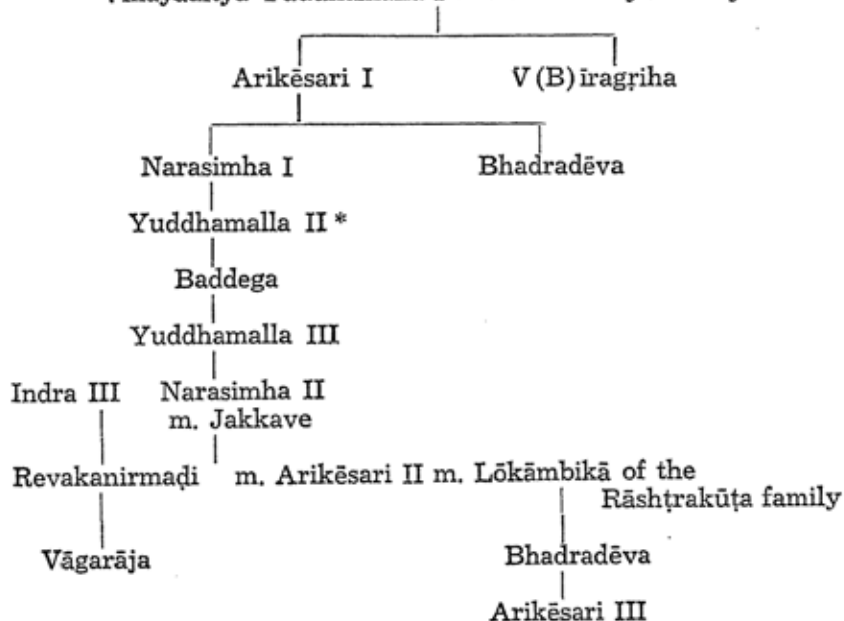 Arikēsari I V(B)īragṛiha
Narasimha I Bhadradēva
Yuddhamalla II *
Baddega
Yuddhamalla III
Indra III Narasimha II
m. Jakkave
Revakanirmaḍi m. Arikēsari II m. Lōkāmbikā of the
Rāshṭrakūṭa family
Vāgarāja Bhadradēva
Arikēsari III